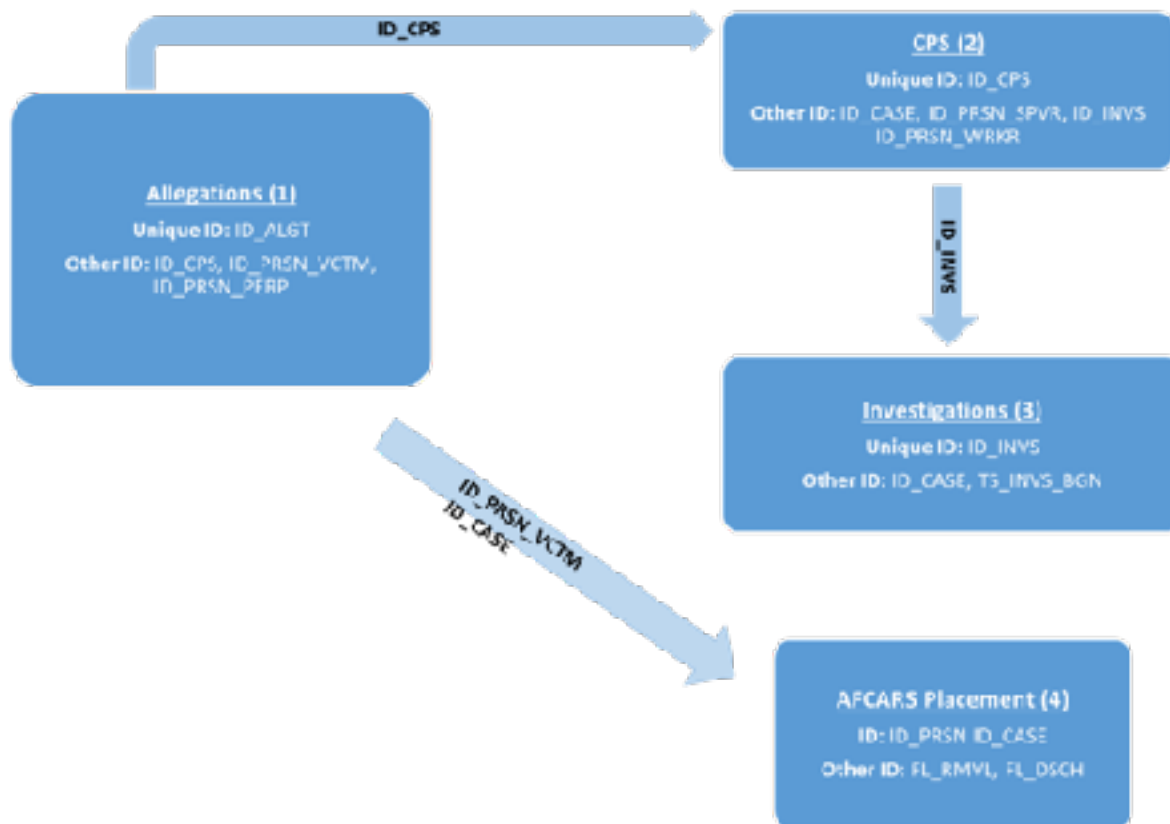 ID_CPS
CPS (2)
Unique ID: ID_CPS
Other ID: ID_CASE, ID_PRSN_SPVR, ID_INVS
ID_PRSN_WRKR
Allegations (1)
Unique ID: ID_ALGT
Other ID: ID_CPS, ID_PRSN_VCTM,
ID_PRSN_PERP
ID_INVS
Investigations (3)
Unique ID: ID_INVS
Other ID: ID_CASE, TS_INVS_BGN
ID_PRSN_VCTM
ID_CASE
AFCARS Placement (4)
ID: ID_PRSN ID_CASE
Other ID: FL_RMVL, FL_DSCH